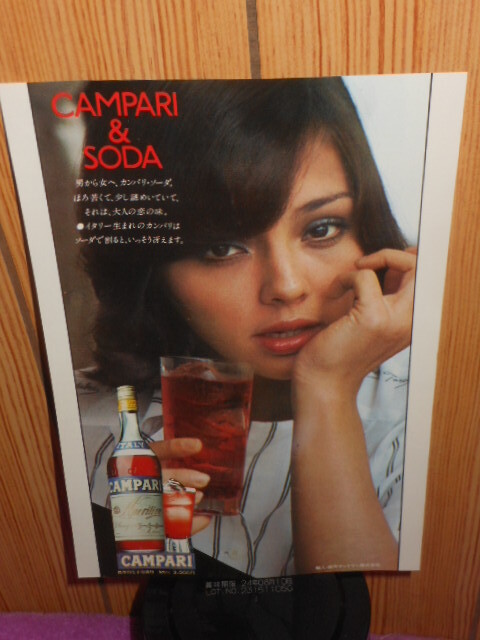 CAMPARI
&
SODA
男から女へ、カンパリ・ソーダ。
ほろ苦くて、少し謎めいていて、
それは、大人の恋の味。
●イタリー生まれのカンパリは
ソーダで割ると、いっそう冴えます。
ITALY
CAMPARI
CAMPARI
LOT NO.